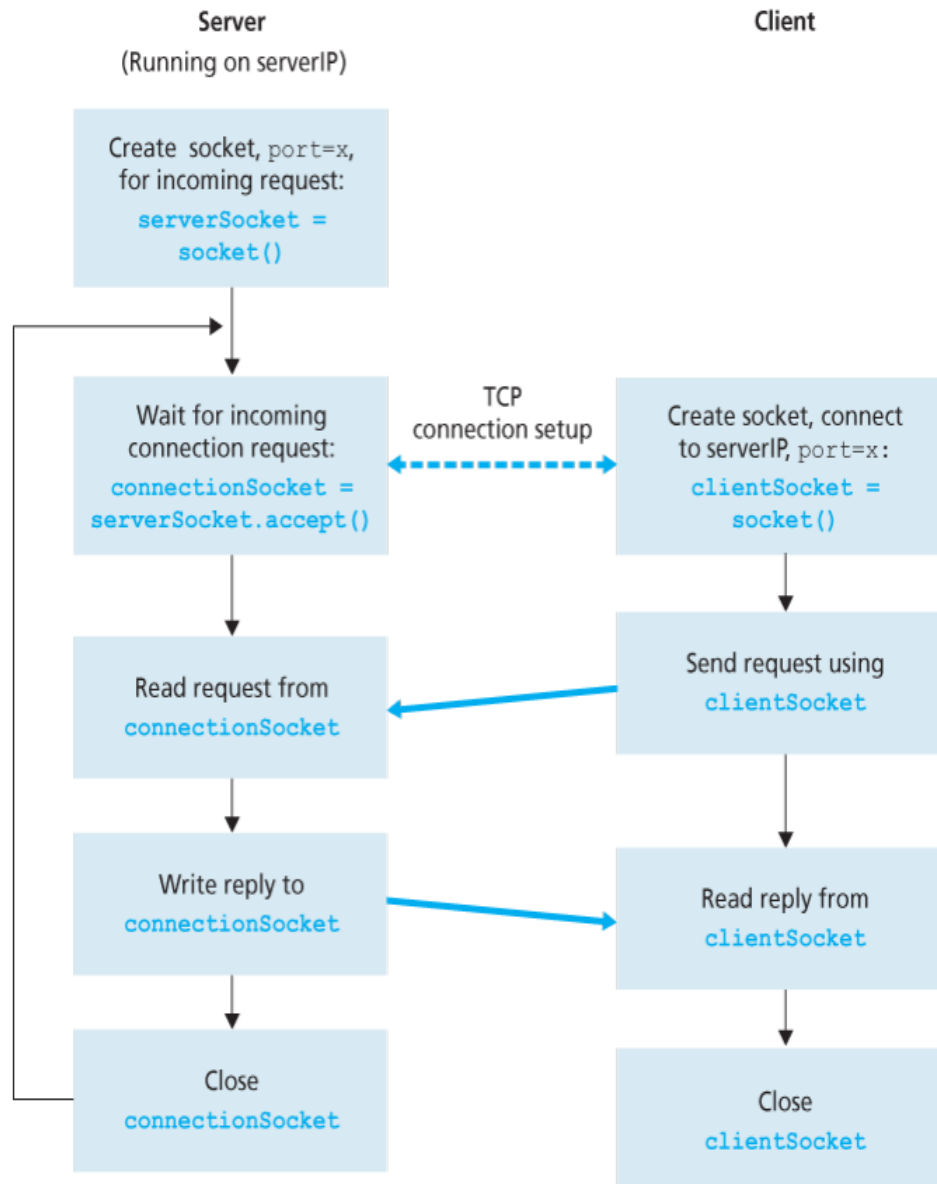 Server
(Running on serverIP)
Client
Create socket, port=x,
for incoming request:
serverSocket =
socket()
Wait for incoming
connection request:
connectionSocket =
serverSocket.accept()
TCP
connection setup
Create socket, connect
to serverIP, port=x:
clientSocket =
socket()
Read request from
connectionSocket
Send request using
clientSocket
Write reply to
connectionSocket
Read reply from
clientSocket
Close
connectionSocket
Close
clientSocket